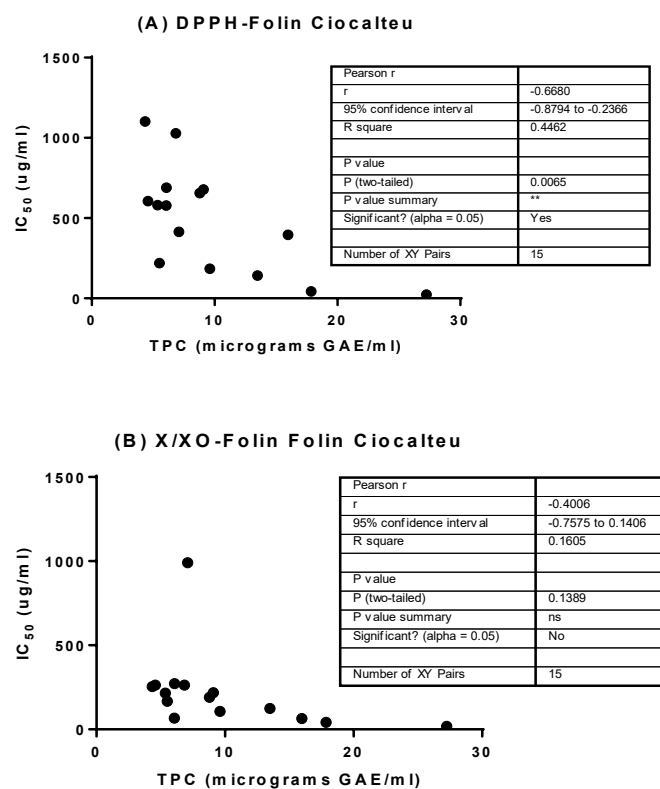 (A) DPPH-Folin Ciocalteu
1500
1000
500
0
IC50 (ug/ml)
0 10 20 30
TPC (micrograms GAE/ml)
Pearson r
r -0.6680
95% confidence interval -0.8794 to -0.2366
R square 0.4462
P value
P (two-tailed) 0.0065
P value summary **
Significant? (alpha = 0.05) Yes
Number of XY Pairs 15
(B) X/XO-Folin Folin Ciocalteu
1500
1000
500
0
IC50 (ug/ml)
0 10 20 30
TPC (micrograms GAE/ml)
Pearson r
r -0.4006
95% confidence interval -0.7575 to 0.1406
R square 0.1605
P value
P (two-tailed) 0.1389
P value summary ns
Significant? (alpha = 0.05) No
Number of XY Pairs 15